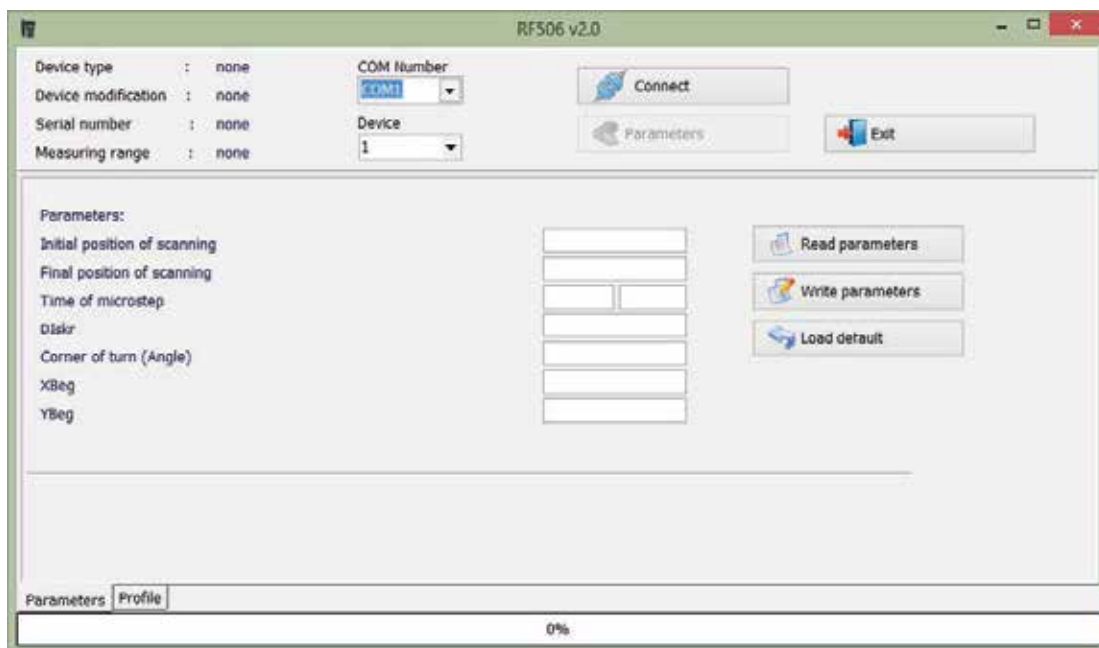 RF506 v2.0
Device type : none
Device modification : none
Serial number : none
Measuring range : none
COM Number
COM1
Device
1
Connect
Parameters
Exit
Parameters:
Initial position of scanning
Final position of scanning
Time of microstep
DIskr
Corner of turn (Angle)
XBeg
YBeg
Read parameters
Write parameters
Load default
Parameters Profile
0%